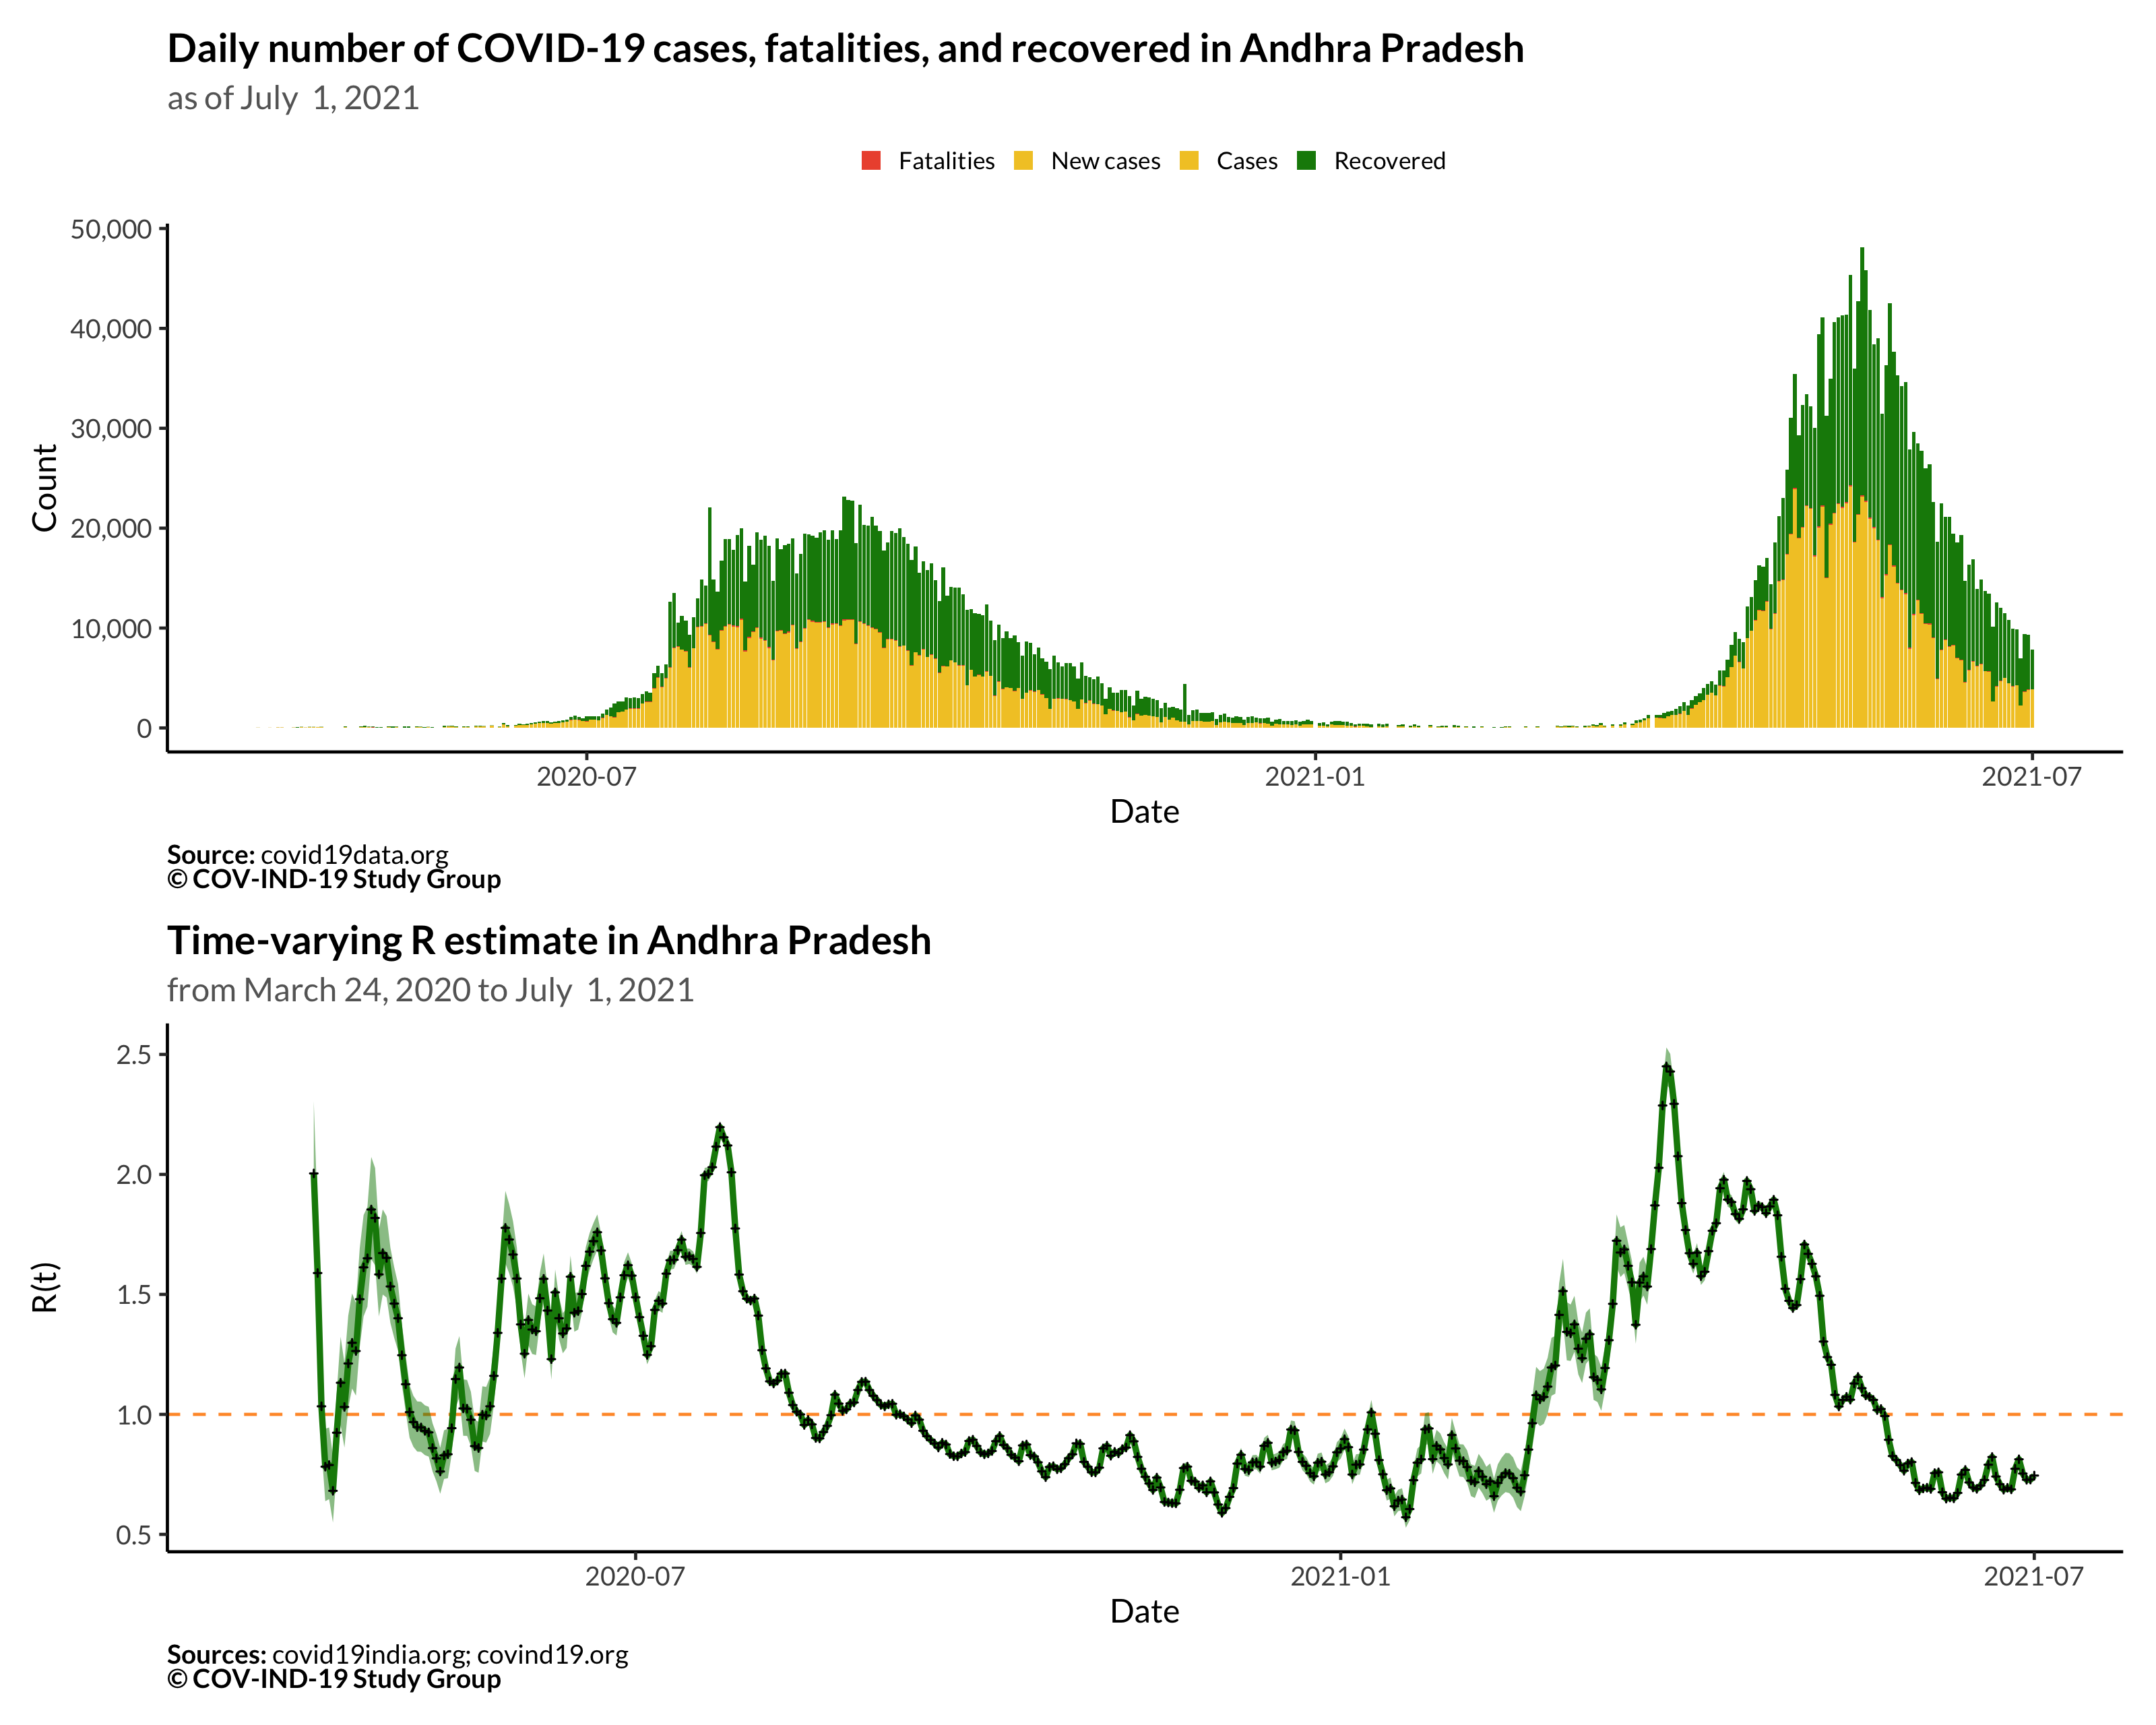 Daily number of COVID-19 cases, fatalities, and recovered in Andhra Pradesh
as of July  1, 2021
Fatalities New cases Cases Recovered
50,000
40,000
30,000
20,000
10,000
0
Count
2020-07 2021-01 2021-07
Date
Source: covid19data.org
© COV-IND-19 Study Group
Time-varying R estimate in Andhra Pradesh
from March 24, 2020 to July  1, 2021
2.5
2.0
1.5
1.0
0.5
R(t)
2020-07 2021-01 2021-07
Date
Sources: covid19india.org; covind19.org
© COV-IND-19 Study Group